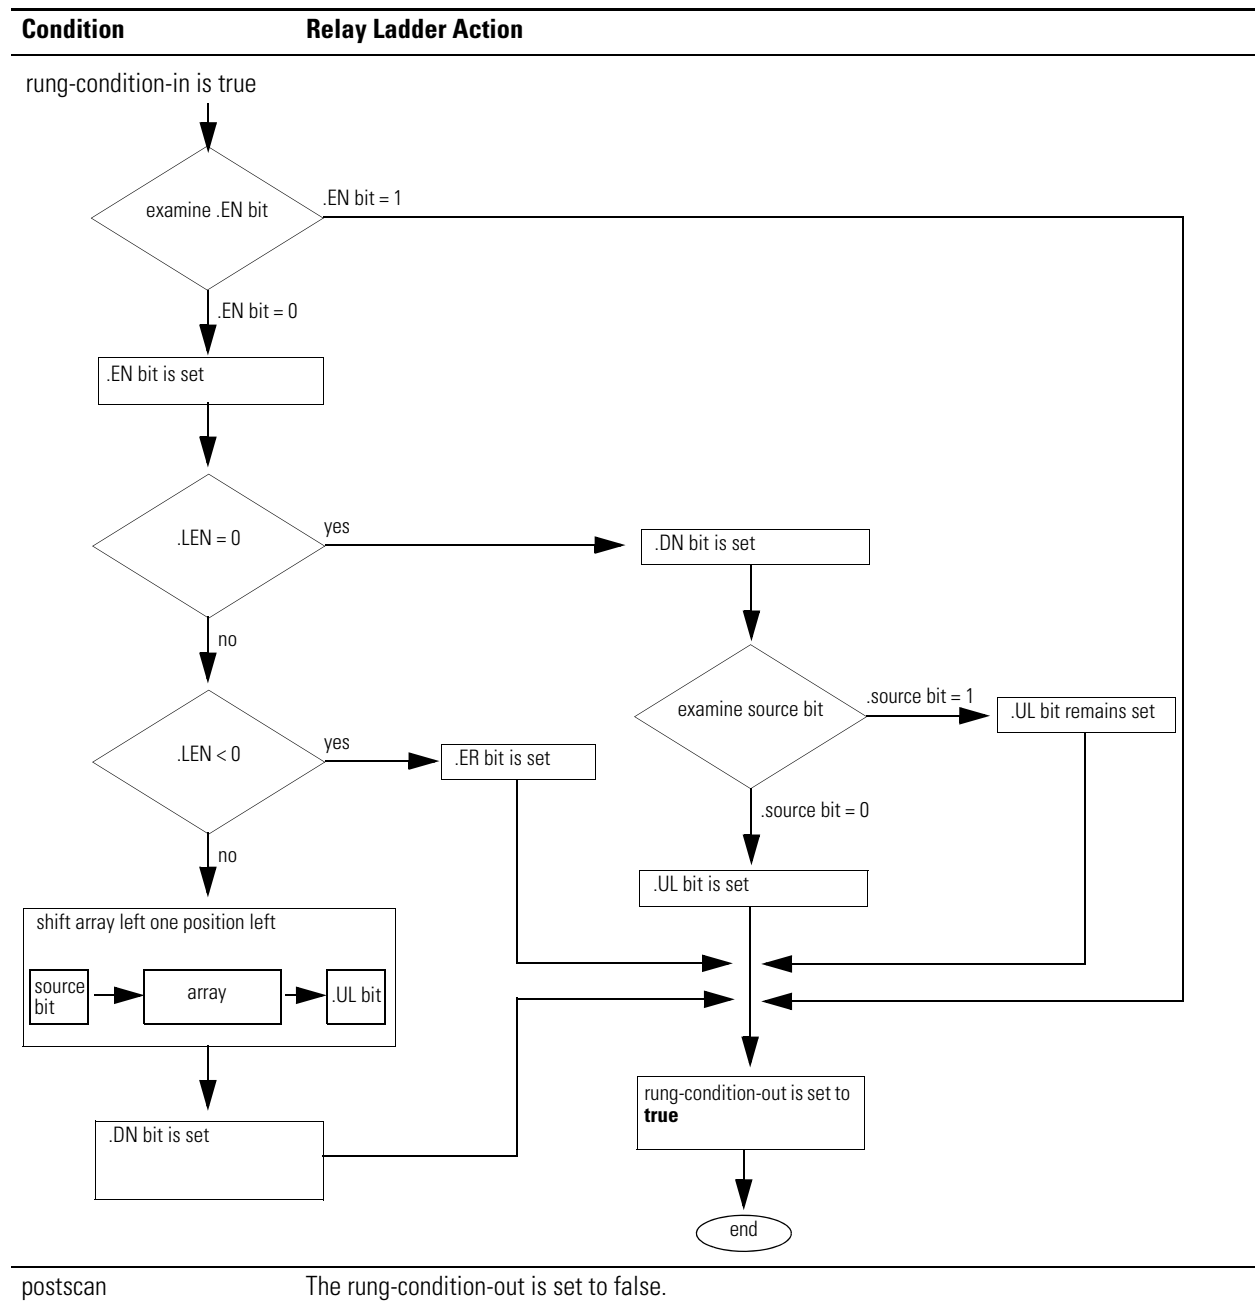 Condition Relay Ladder Action
rung-condition-in is true
examine .EN bit
.EN bit = 1
.EN bit = 0
.EN bit is set
.LEN = 0
yes
.DN bit is set
no
examine source bit
.source bit = 1
.UL bit remains set
.LEN < 0
yes
.ER bit is set
.source bit = 0
no
.UL bit is set
shift array left one position left
source
bit
array
.UL bit
rung-condition-out is set to
true
.DN bit is set
end
postscan The rung-condition-out is set to false.